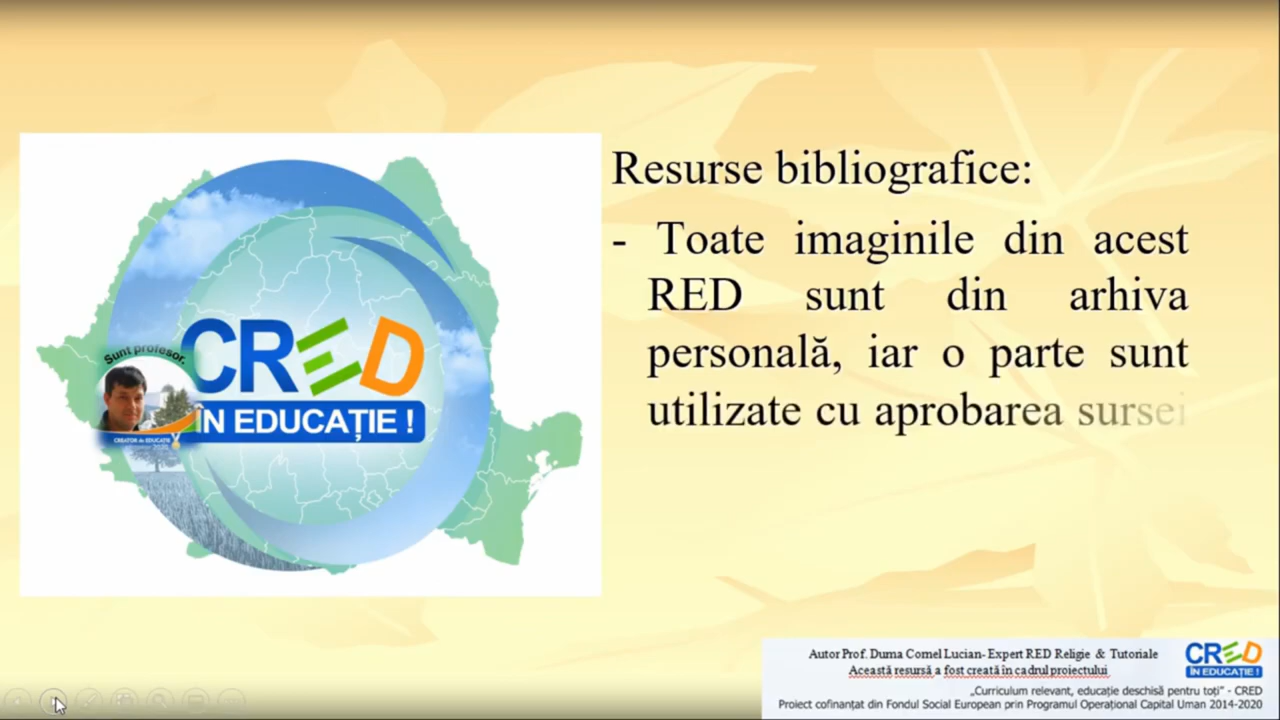 Resurse bibliografice:
- Toate imaginile din acest
RED sunt din arhiva
personală, iar o parte sunt
utilizate cu aprobarea sursei
Sunt profesor.
CRED
ÎN EDUCAȚIE !
CREATOR de EDUCAȚIE
Autor Prof. Duma Cornel Lucian- Expert RED Religie & Tutoriale
Această resursă a fost creată în cadrul proiectului
CRED
ÎN EDUCAȚIE !
„Curriculum relevant, educație deschisă pentru toți” - CRED
Proiect cofinanțat din Fondul Social European prin Programul Operațional Capital Uman 2014-2020